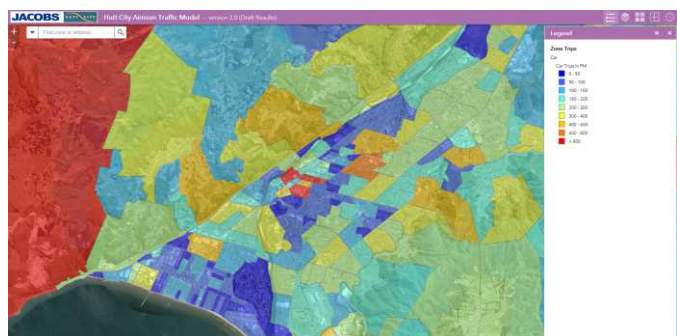 JACOBS HUTT CITY Hutt City Aimsun Traffic Model - version 2.0 (Draft Results)
Find zone or address
Legend
Zone Trips
Car
Car Trips In PM
50 - 100
100 - 150
150 - 200
200 - 300
300 - 400
400 - 600
600 - 800
> 800